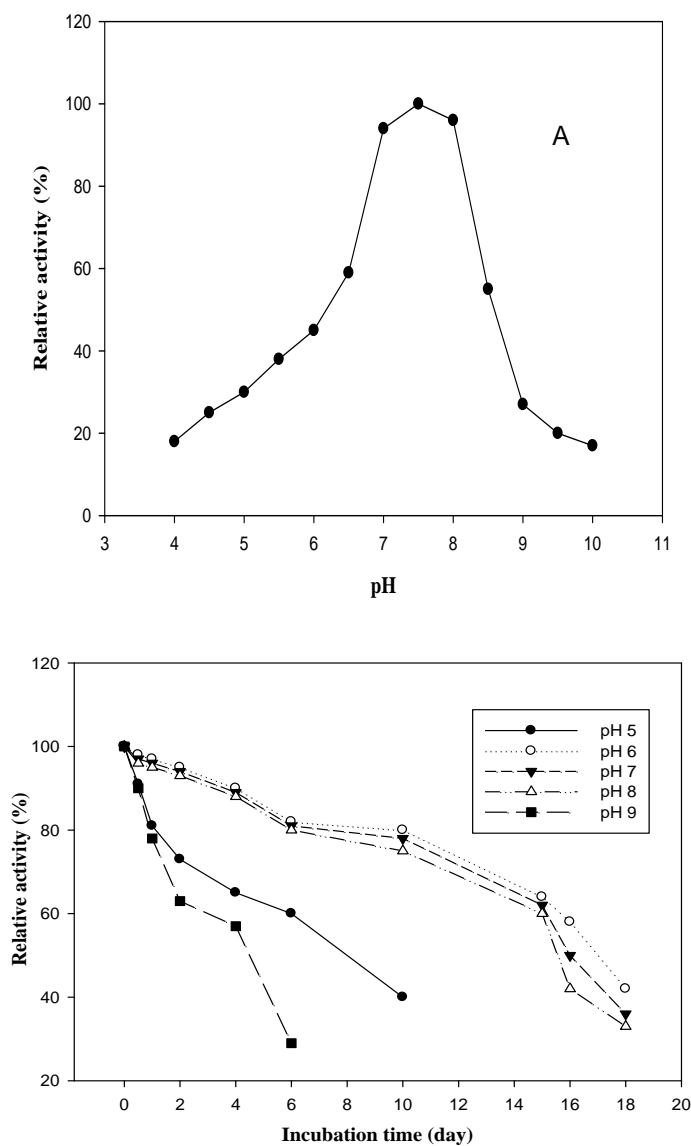 120
100
80
60
40
20
0
Relative activity (%)
A
3 4 5 6 7 8 9 10 11
pH
120
100
80
60
40
20
Relative activity (%)
pH 5
pH 6
pH 7
pH 8
pH 9
0 2 4 6 8 10 12 14 16 18 20
Incubation time (day)